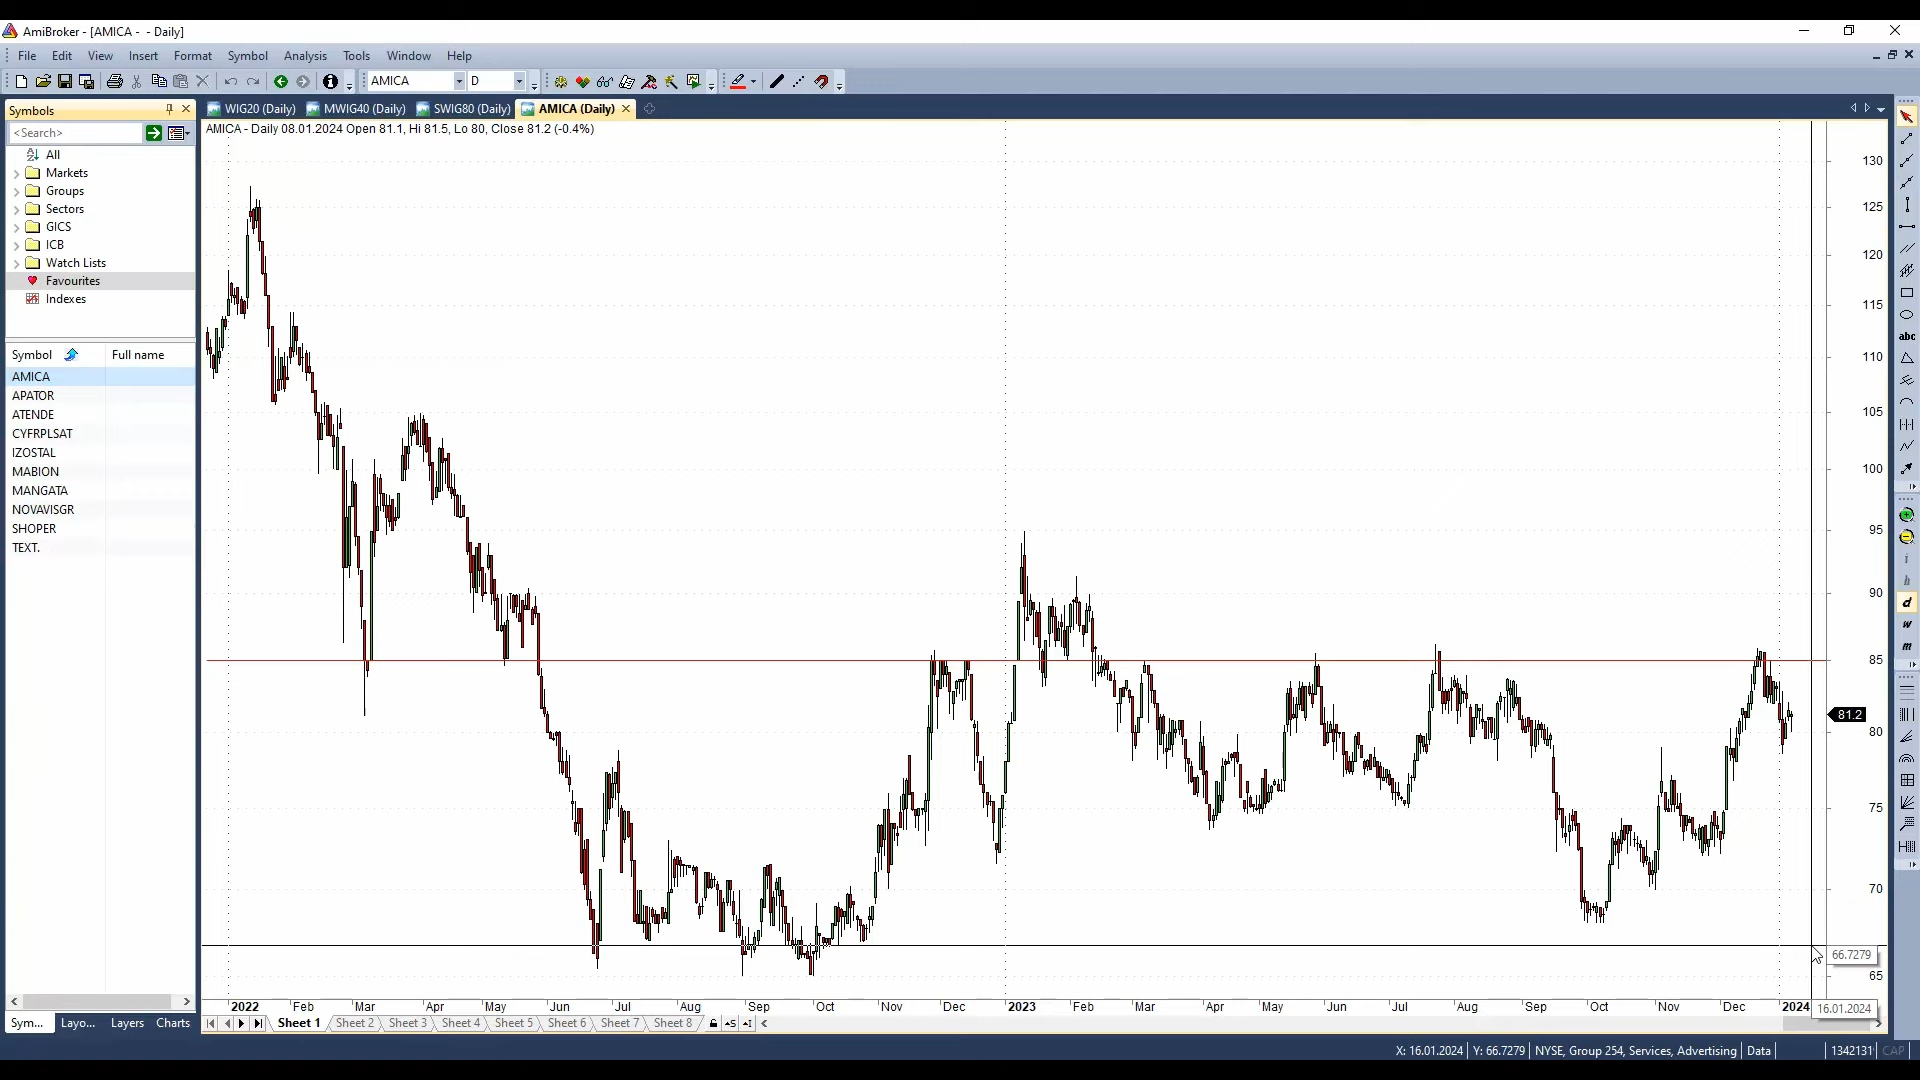 AmiBroker - [AMICA - - Daily]
File Edit View Insert Format Symbol Analysis Tools Window Help
AMICA D
Symbols
<Search>
All
Markets
Groups
Sectors
GICS
ICB
Watch Lists
Favourites
Indexes
Symbol Full name
AMICA
APATOR
ATENDE
CYFRPLSAT
IZOSTAL
MABION
MANGATA
NOVAVISGR
SHOPER
TEXT.
Sym... Layo... Layers Charts
WIG20 (Daily) MWIG40 (Daily) SWIG80 (Daily) AMICA (Daily)
AMICA - Daily 08.01.2024 Open 81.1, Hi 81.5, Lo 80, Close 81.2 (-0.4%)
130
125
120
115
110
105
100
95
90
85
81.2
80
75
70
66.7279
65
2022 Feb Mar Apr May Jun Jul Aug Sep Oct Nov Dec 2023 Feb Mar Apr May Jun Jul Aug Sep Oct Nov Dec 2024
16.01.2024
Sheet 1 Sheet 2 Sheet 3 Sheet 4 Sheet 5 Sheet 6 Sheet 7 Sheet 8
abc
i
h
d
w
m
X: 16.01.2024 Y: 66.7279 NYSE, Group 254, Services, Advertising Data 1342131 CAP